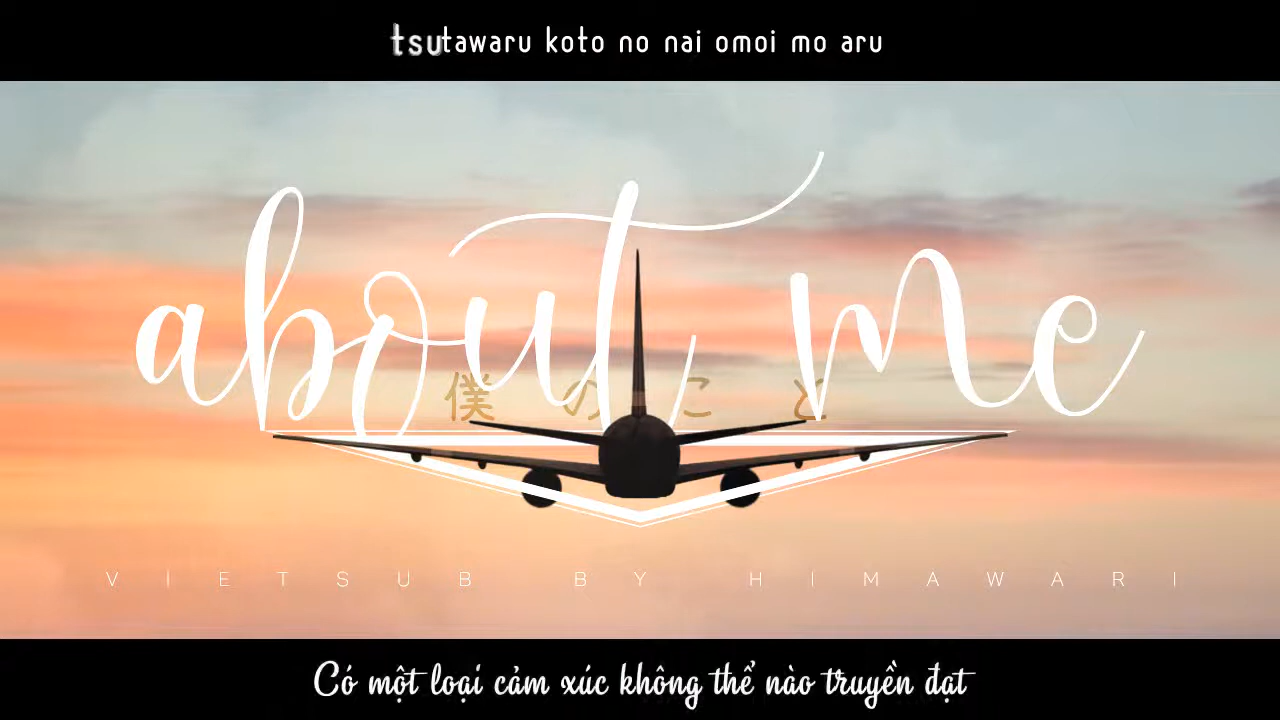 tsutawaru koto no nai omoi mo aru
about me
僕のこと
VIETSUB BY HIMAWARI
Có một loại cảm xúc không thể nào truyền đạt